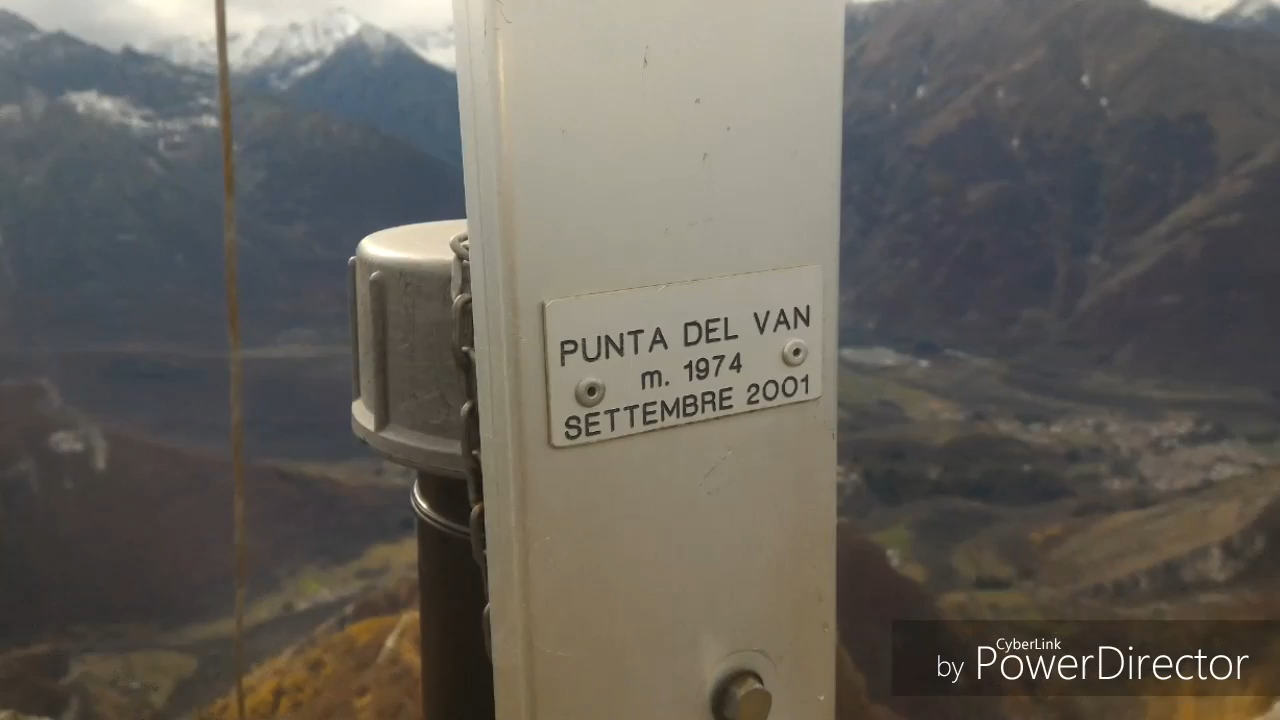 PUNTA DEL VAN
m. 1974
SETTEMBRE 2001
CyberLink
by PowerDirector